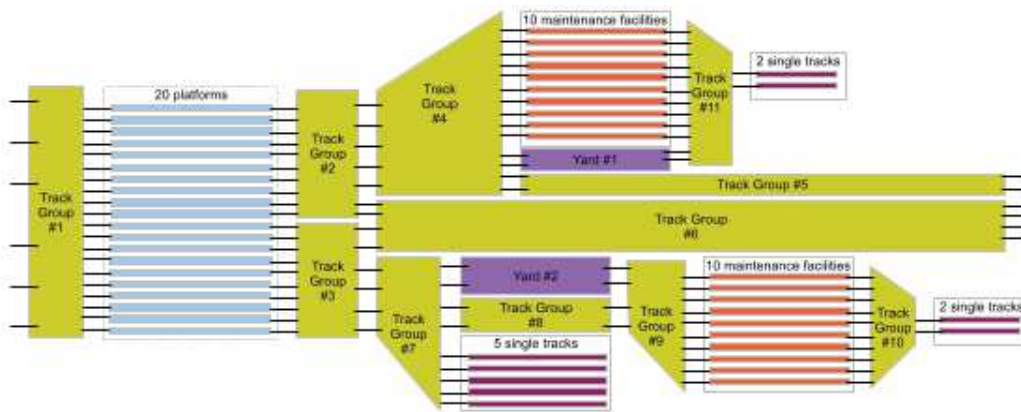 10 maintenance facilities
2 single tracks
20 platforms
Track
Group
#1
Track
Group
#2
Track
Group
#4
Track
Group
#11
Yard #1
Track Group #5
Track Group
#6
Track
Group
#3
Track
Group
#7
Yard #2
Track Group
#8
5 single tracks
Track
Group
#9
10 maintenance facilities
Track
Group
#10
2 single tracks